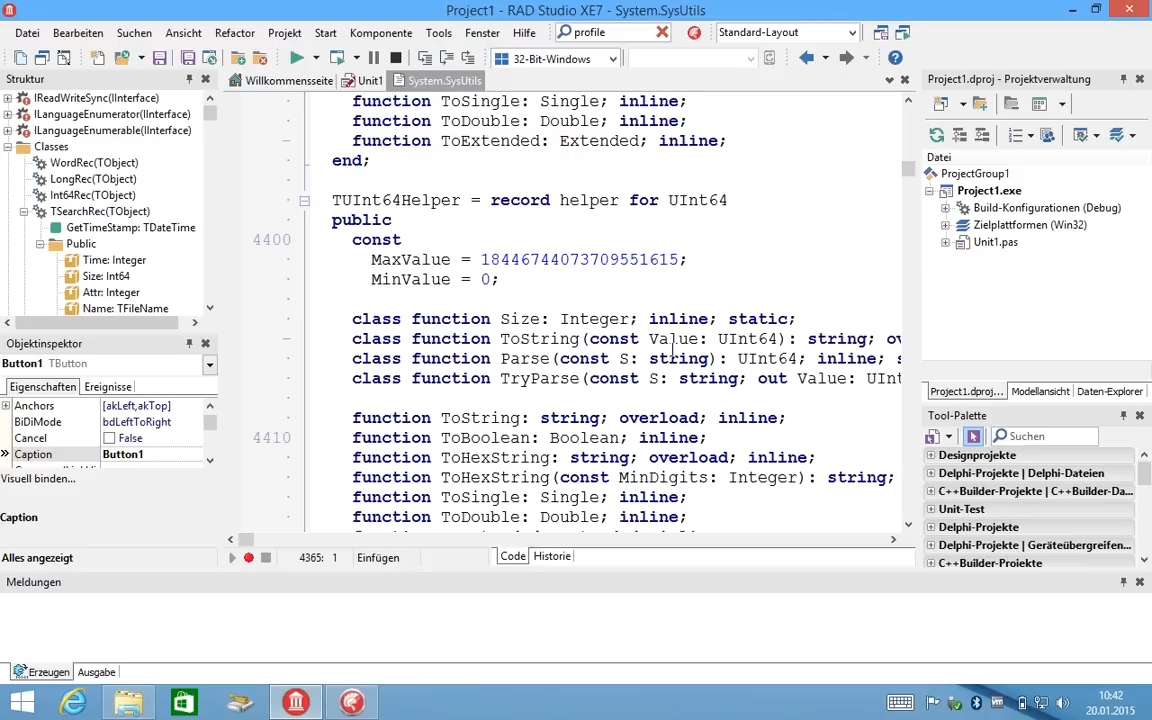 Project1 - RAD Studio XE7 - System.SysUtils
Datei Bearbeiten Suchen Ansicht Refactor Projekt Start Komponente Tools Fenster Hilfe profile Standard-Layout
32-Bit-Windows
Struktur
IReadWriteSync(IInterface)
ILanguageEnumerator(IInterface)
ILanguageEnumerable(IInterface)
Classes
WordRec(TObject)
LongRec(TObject)
Int64Rec(TObject)
TSearchRec(TObject)
GetTimeStamp: TDateTime
Public
Time: Integer
Size: Int64
Attr: Integer
Name: TFileName
Objektinspektor
Button1 TButton
Eigenschaften Ereignisse
Anchors [akLeft,akTop]
BiDiMode bdLeftToRight
Cancel False
Caption Button1
Visuell binden...
Caption
Alles angezeigt
Willkommensseite Unit1 System.SysUtils
function ToSingle: Single; inline;
function ToDouble: Double; inline;
function ToExtended: Extended; inline;
end;
TUInt64Helper = record helper for UInt64
public
4400 const
MaxValue = 18446744073709551615;
MinValue = 0;
class function Size: Integer; inline; static;
class function ToString(const Value: UInt64): string; ov
class function Parse(const S: string): UInt64; inline; s
class function TryParse(const S: string; out Value: UInt
function ToString: string; overload; inline;
4410 function ToBoolean: Boolean; inline;
function ToHexString: string; overload; inline;
function ToHexString(const MinDigits: Integer): string;
function ToSingle: Single; inline;
function ToDouble: Double; inline;
4365: 1 Einfügen Code Historie
Project1.dproj - Projektverwaltung
Datei
ProjectGroup1
Project1.exe
Build-Konfigurationen (Debug)
Zielplattformen (Win32)
Unit1.pas
Project1.dproj... Modellansicht Daten-Explorer
Tool-Palette
Suchen
Designprojekte
Delphi-Projekte | Delphi-Dateien
C++Builder-Projekte | C++Builder-Da...
Unit-Test
Delphi-Projekte
Delphi-Projekte | Geräteübergreifen...
C++Builder-Projekte
Meldungen
Erzeugen Ausgabe
10:42
20.01.2015